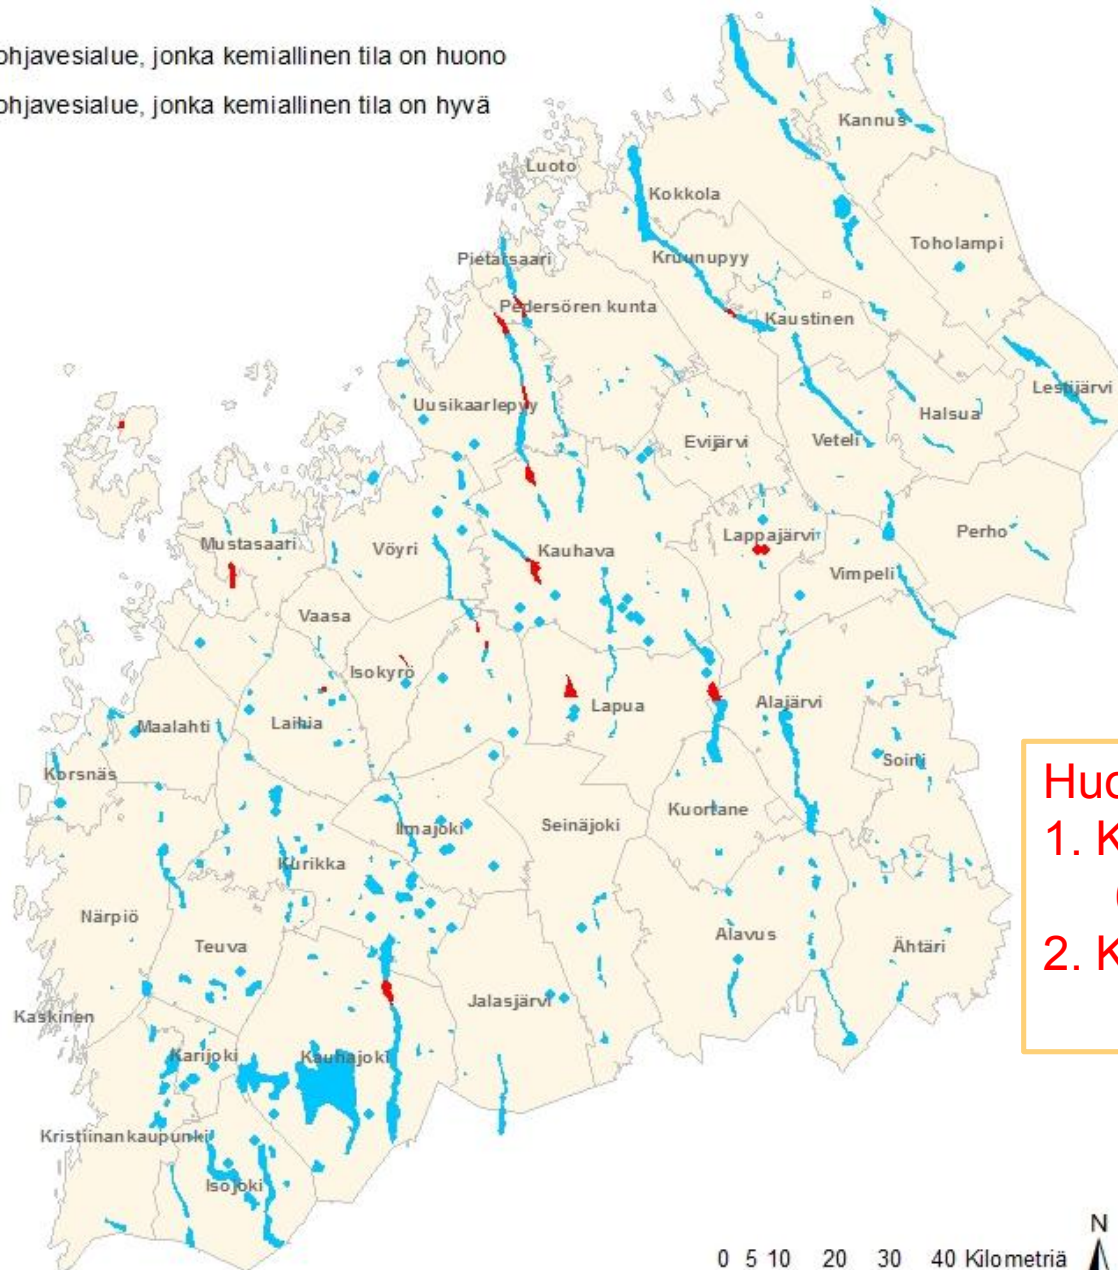 ohjavesialue, jonka kemiallinen tila on huono
ohjavesialue, jonka kemiallinen tila on hyvä
Kannus
Luoto
Kokkola
Toholampi
Pietarsaari
Kruunupyy
Pedersören kunta
Kaustinen
Lestijärvi
Uusikaarlepyy
Halsua
Evijärvi
Veteli
Perho
Lappajärvi
Mustasaari
Vöyri
Kauhava
Vimpeli
Vaasa
Isokyrö
Lapua
Alajärvi
Maalahti
Laihia
Soini
Korsnäs
Kuortane
Ilmajoki
Seinäjoki
Kurikka
Närpiö
Teuva
Alavus
Ähtäri
Jalasjärvi
Kaskinen
Karijoki
Kauhajoki
Kristiinankaupunki
Isojoki
Huo
1. K
(
2. K
N
0 5 10 20 30 40 Kilometriä